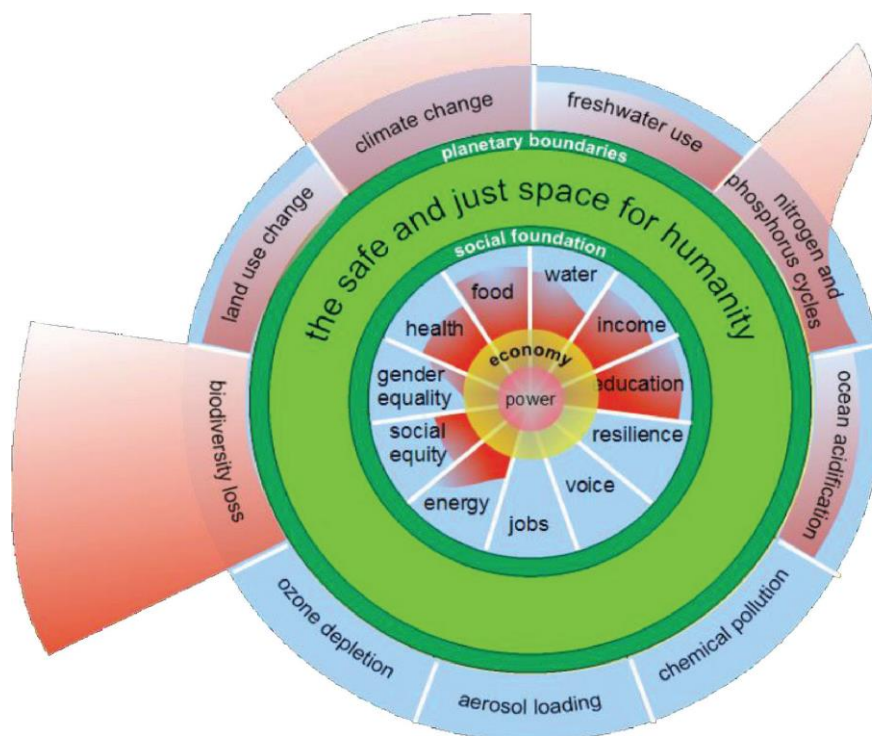 climate change
freshwater use
nitrogen and
phosphorus cycles
ocean acidification
chemical pollution
aerosol loading
ozone depletion
biodiversity loss
land use change
planetary boundaries
the safe and just space for humanity
social foundation
water
income
education
resilience
voice
jobs
energy
social
equity
gender
equality
health
food
economy
power